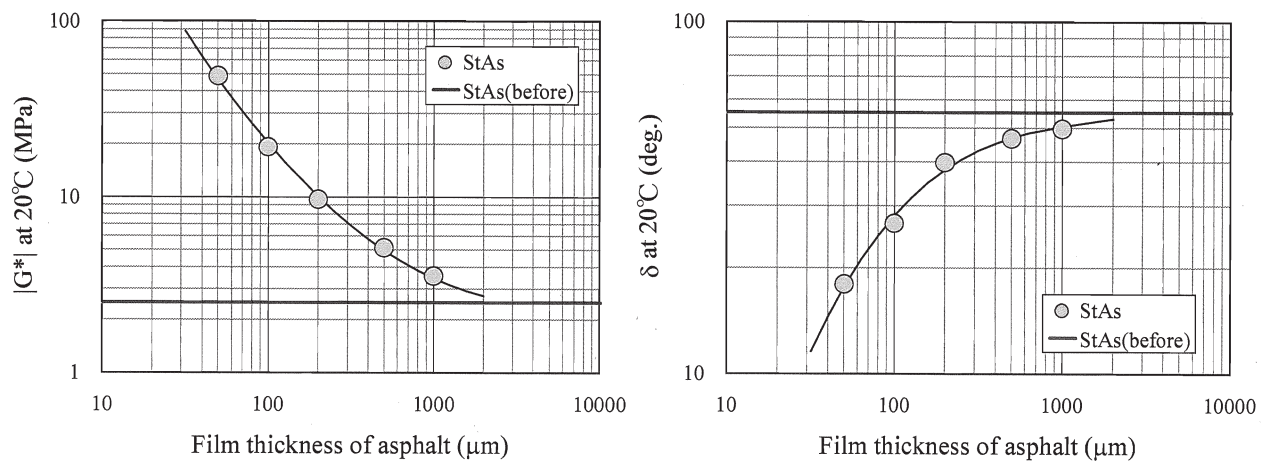 |G*| at 20℃ (MPa)
100
10
1
StAs
StAs(before)
10 100 1000 10000
Film thickness of asphalt (μm)
δ at 20℃ (deg.)
100
10
StAs
StAs(before)
10 100 1000 10000
Film thickness of asphalt (μm)